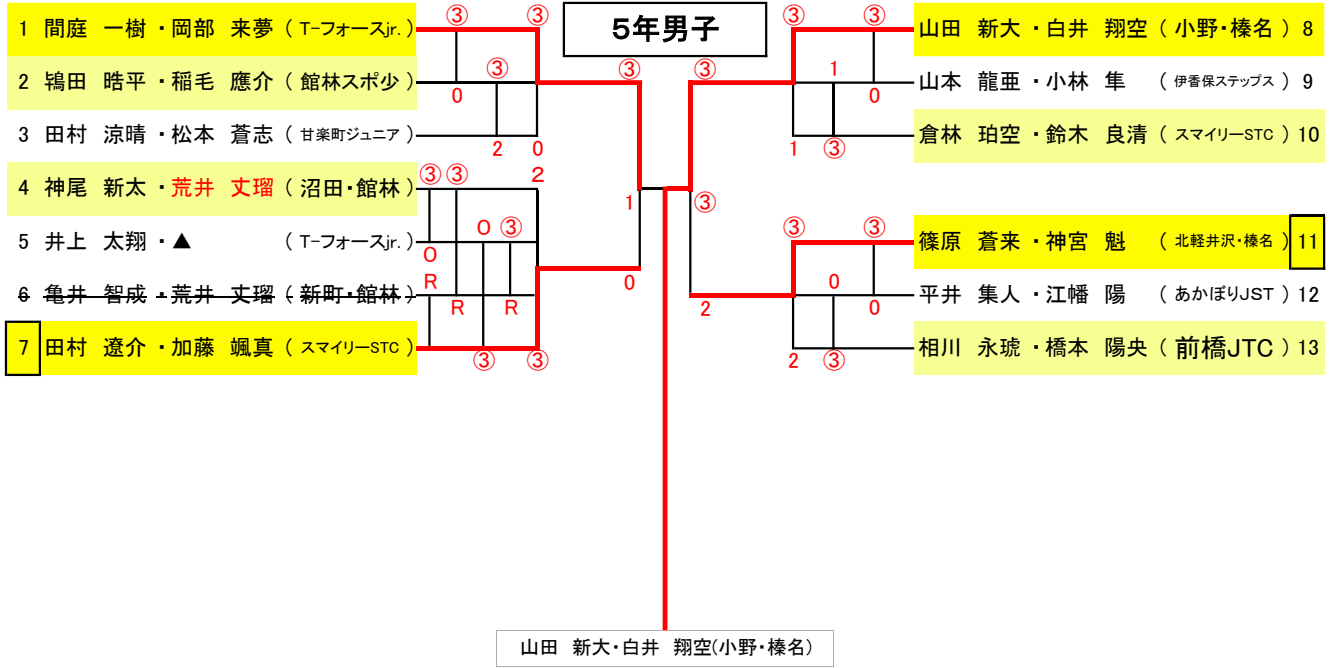 5年男子
1 間庭 一樹・岡部 来夢 ( T-フォースjr. )
2 鴇田 晧平・稲毛 應介 ( 館林スポ少 )
3 田村 涼晴・松本 蒼志 ( 甘楽町ジュニア )
4 神尾 新太・荒井 丈瑠 ( 沼田・館林 )
5 井上 太翔・▲ ( T-フォースjr. )
6 亀井 智成・荒井 丈瑠 ( 新町・館林 )
7 田村 遼介・加藤 颯真 ( スマイリーSTC )
③ ③
③
0
2 0
③ ③ 2
0 ③
0
R
R R
③ ③
③
1
0
③
③
2
③ ③
1
0
1 ③
③ ③
0
0
2 ③
山田 新大・白井 翔空 ( 小野・榛名 ) 8
山本 龍亜・小林 隼 ( 伊香保ステップス ) 9
倉林 珀空・鈴木 良清 ( スマイリーSTC ) 10
篠原 蒼来・神宮 魁 ( 北軽井沢・榛名 ) 11
平井 集人・江幡 陽 ( あかぼりJST ) 12
相川 永琥・橋本 陽央 ( 前橋JTC ) 13
山田 新大・白井 翔空(小野・榛名)